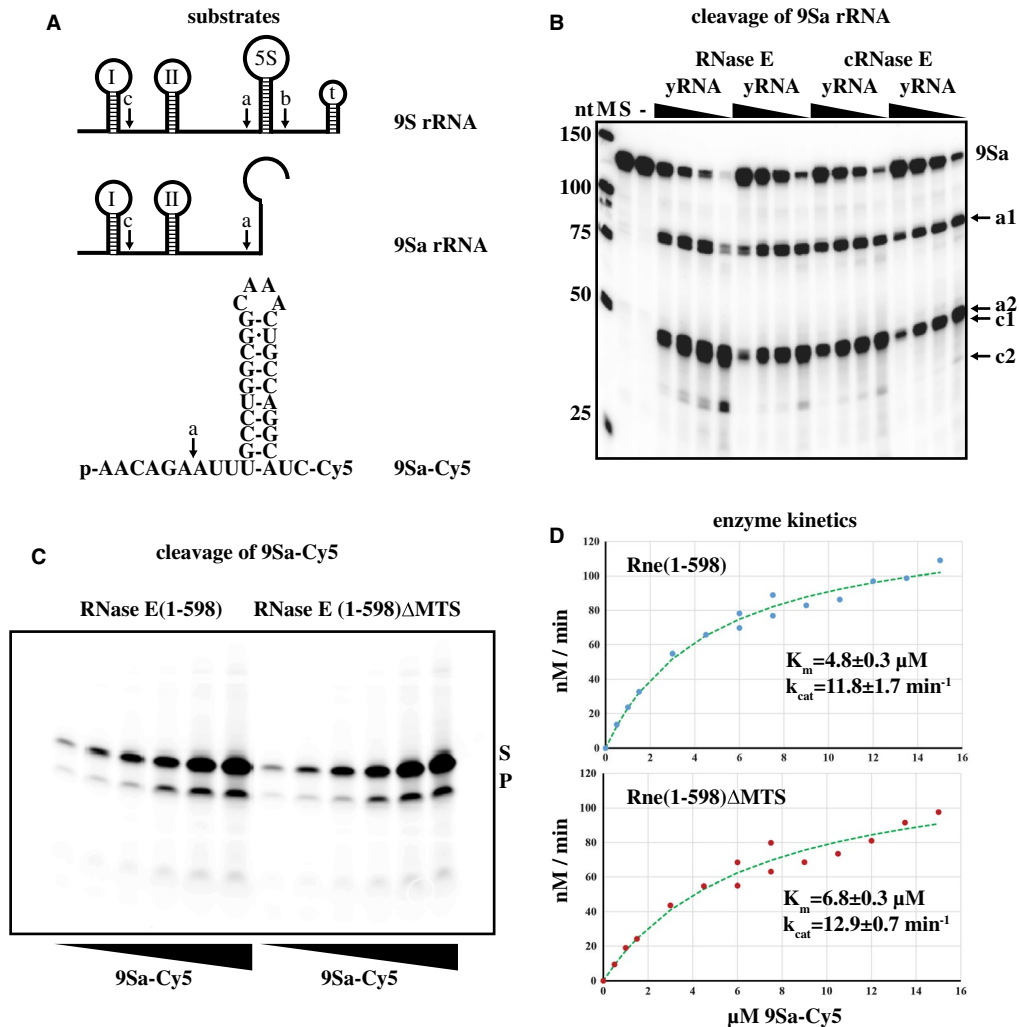 A
substrates
I
II
5S
t
c
a
b
9S rRNA
I
II
c
a
9Sa rRNA
A A
C A
G-C
G·U
C-G
G-C
G-C
U-A
C-G
C-G
G-C
a
p-AACAGAAUUUU-AUC-Cy5
9Sa-Cy5
B
cleavage of 9Sa rRNA
RNase E
cRNase E
yRNA
yRNA
yRNA
yRNA
nt M S -
150
100
75
50
25
9Sa
a1
a2
c1
c2
C
cleavage of 9Sa-Cy5
RNase E(1-598)
RNase E (1-598)ΔMTS
S
P
9Sa-Cy5
9Sa-Cy5
D
enzyme kinetics
Rne(1-598)
Km=4.8±0.3 µM
kcat=11.8±1.7 min-1
nM / min
120
100
80
60
40
20
0
0 2 4 6 8 10 12 14 16
Rne(1-598)ΔMTS
Km=6.8±0.3 µM
kcat=12.9±0.7 min-1
nM / min
120
100
80
60
40
20
0
0 2 4 6 8 10 12 14 16
µM 9Sa-Cy5